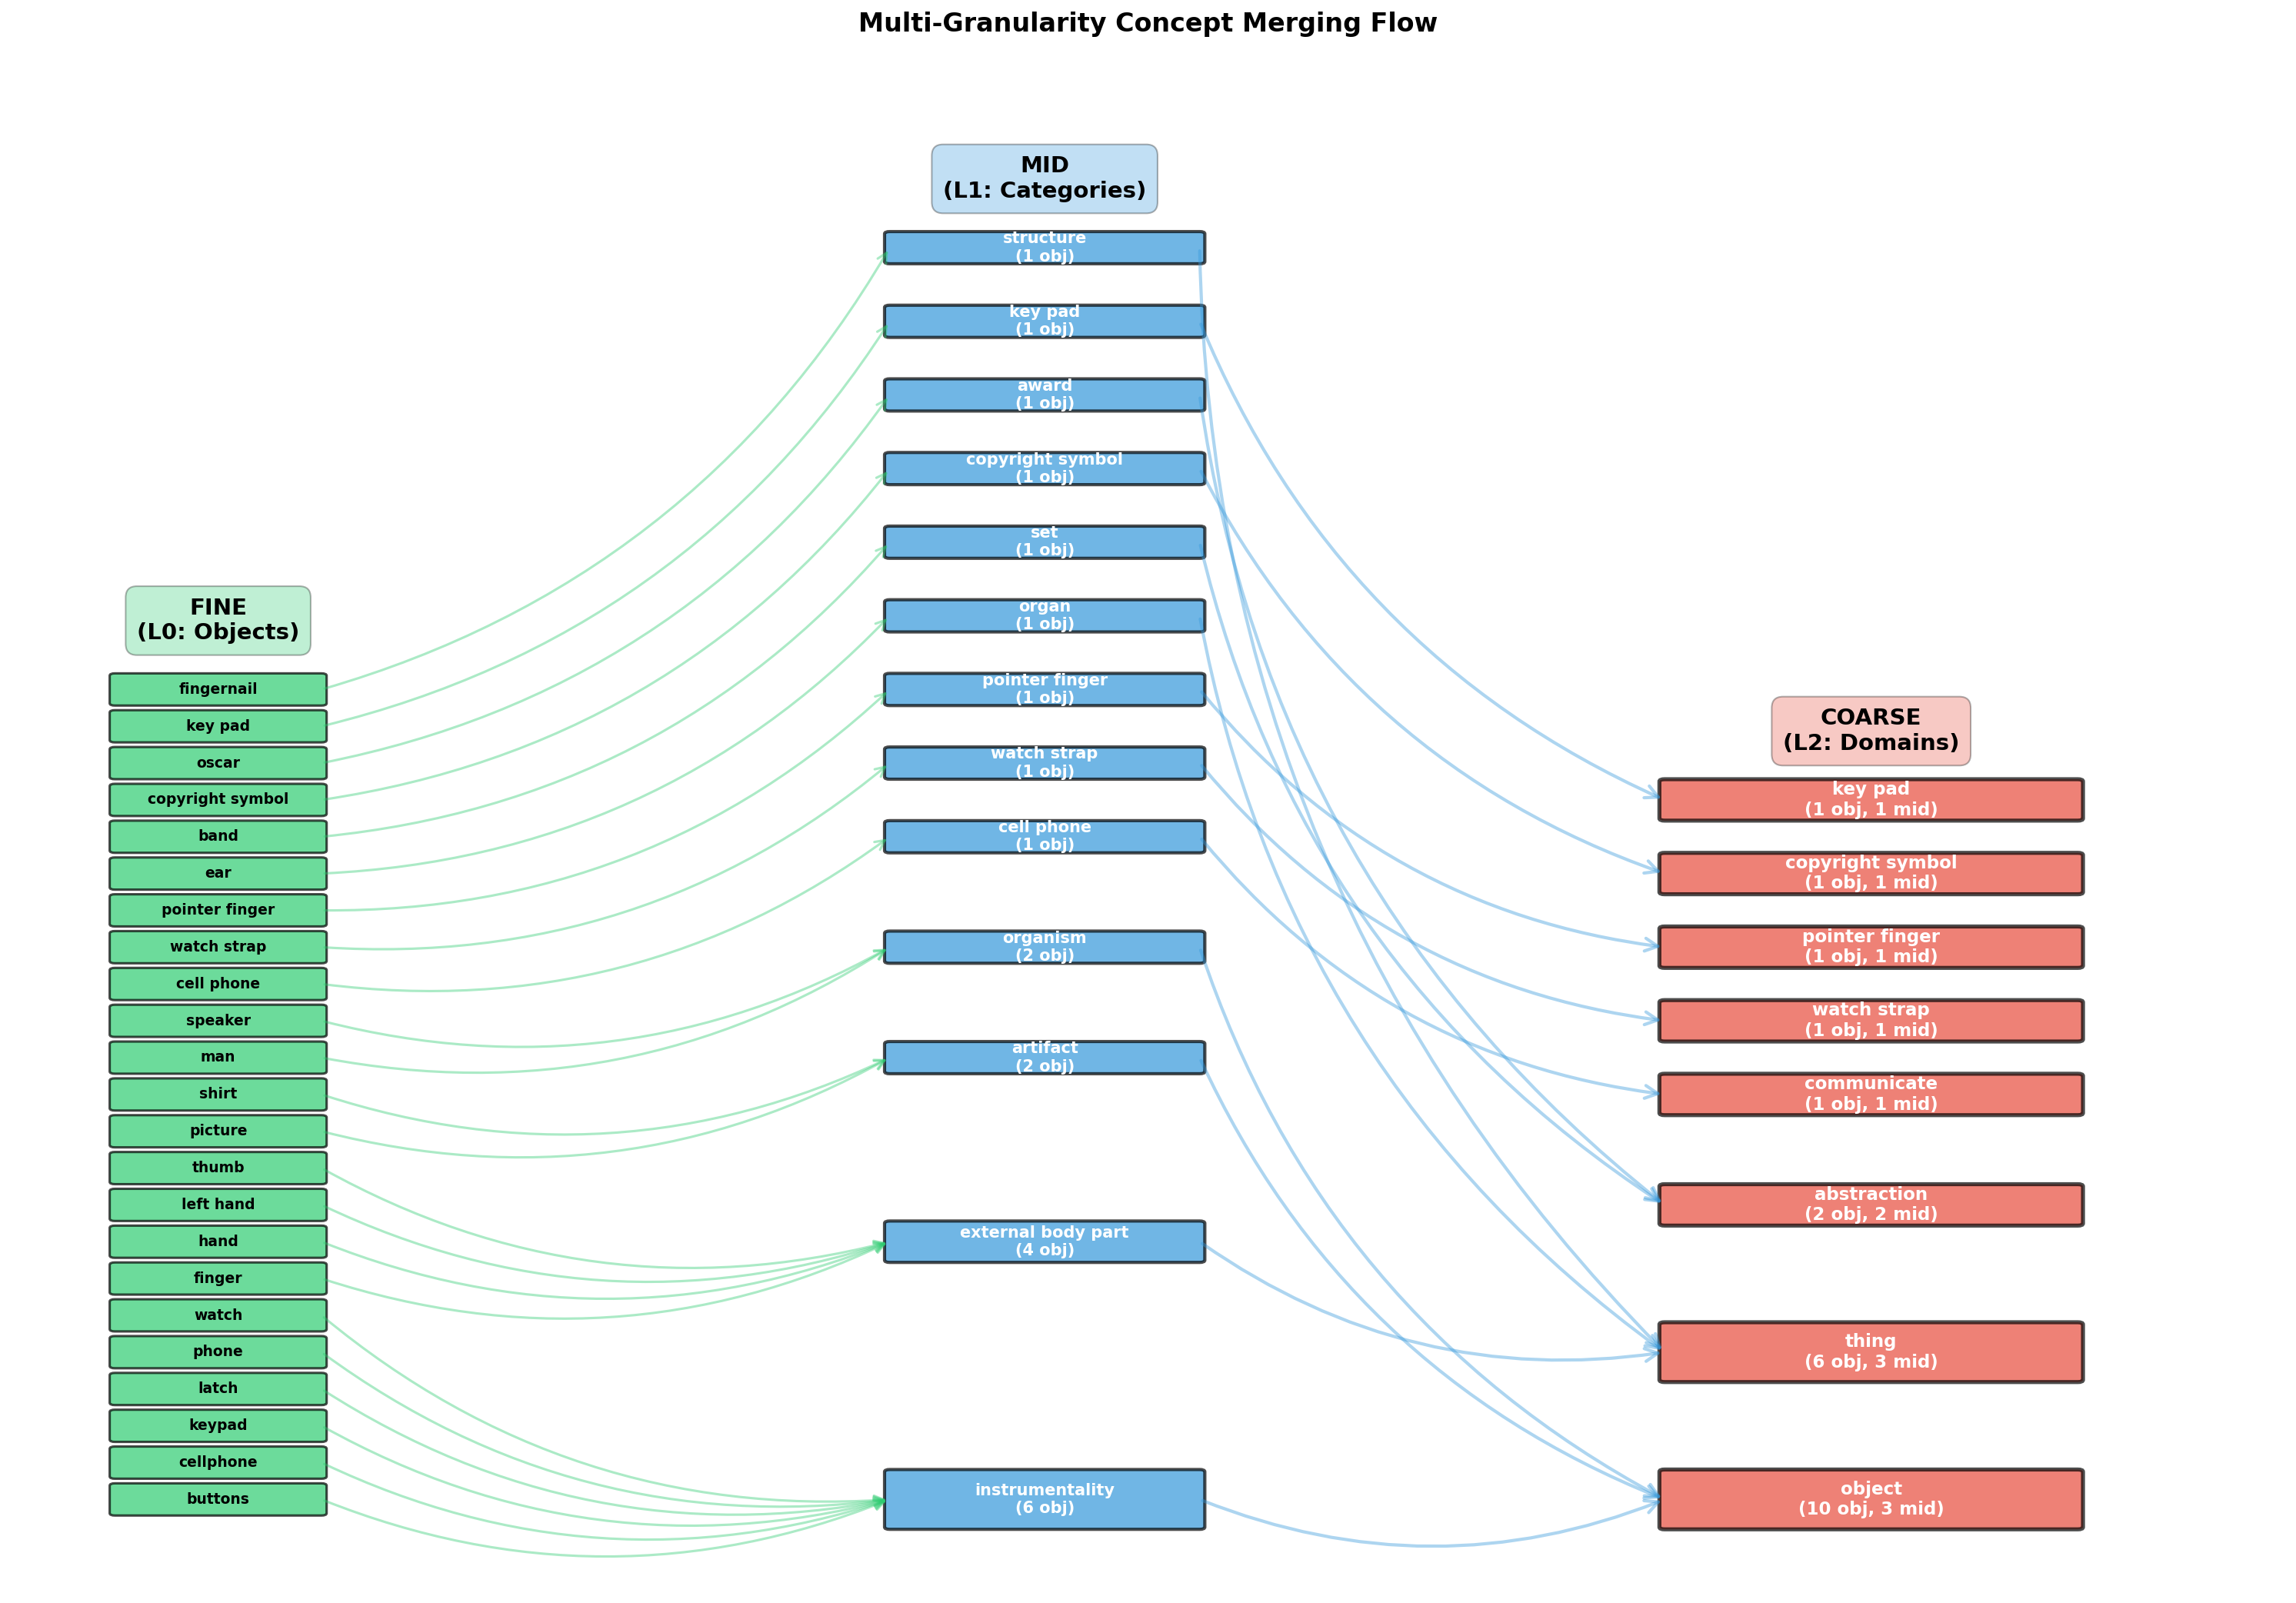 Multi-Granularity Concept Merging Flow
FINE
(L0: Objects)
fingernail
key pad
oscar
copyright symbol
band
ear
pointer finger
watch strap
cell phone
speaker
man
shirt
picture
thumb
left hand
hand
finger
watch
phone
latch
keypad
cellphone
buttons
MID
(L1: Categories)
structure
(1 obj)
key pad
(1 obj)
award
(1 obj)
copyright symbol
(1 obj)
set
(1 obj)
organ
(1 obj)
pointer finger
(1 obj)
watch strap
(1 obj)
cell phone
(1 obj)
organism
(2 obj)
artifact
(2 obj)
external body part
(4 obj)
instrumentality
(6 obj)
COARSE
(L2: Domains)
key pad
(1 obj, 1 mid)
copyright symbol
(1 obj, 1 mid)
pointer finger
(1 obj, 1 mid)
watch strap
(1 obj, 1 mid)
communicate
(1 obj, 1 mid)
abstraction
(2 obj, 2 mid)
thing
(6 obj, 3 mid)
object
(10 obj, 3 mid)